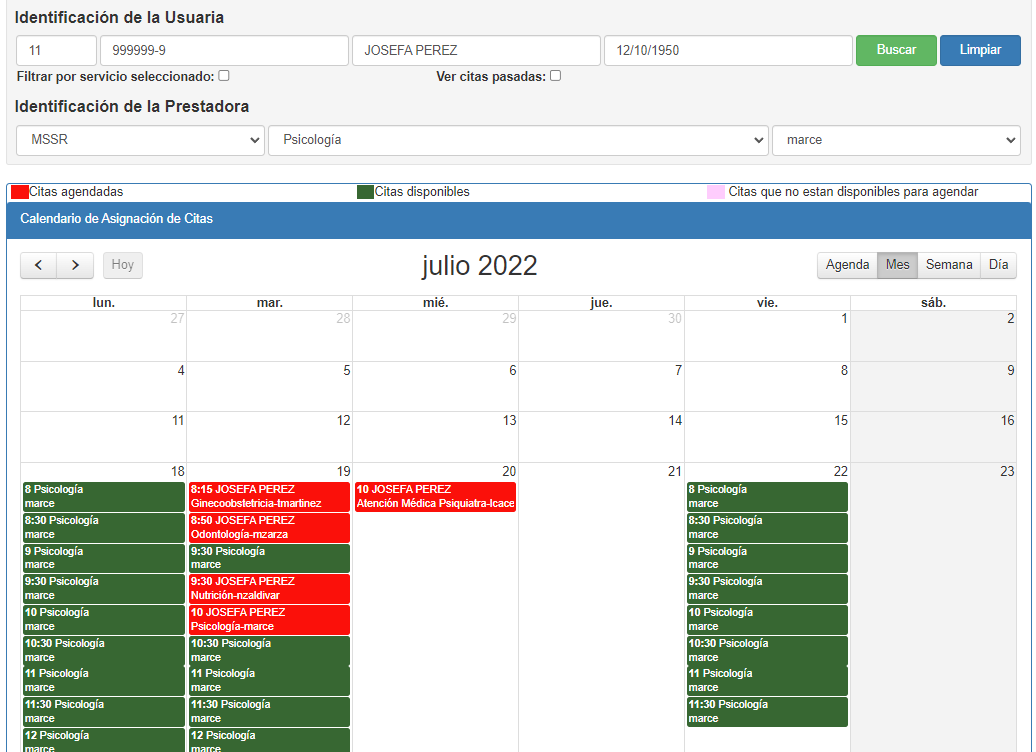 Identificación de la Usuaria
11 999999-9 JOSEFA PEREZ 12/10/1950 Buscar Limpiar
Filtrar por servicio seleccionado: Ver citas pasadas:
Identificación de la Prestadora
MSSR Psicología marce
Citas agendadas Citas disponibles Citas que no estan disponibles para agendar
Calendario de Asignación de Citas
< > Hoy julio 2022 Agenda Mes Semana Día
lun. mar. mié. jue. vie. sáb.
27 28 29 30 1 2
4 5 6 7 8 9
11 12 13 14 15 16
18 19 20 21 22 23
8 Psicología
marce
8:30 Psicología
marce
9 Psicología
marce
9:30 Psicología
marce
10 Psicología
marce
10:30 Psicología
marce
11 Psicología
marce
11:30 Psicología
marce
12 Psicología
marce
8:15 JOSEFA PEREZ
Ginecoobstetricia-tmartinez
8:50 JOSEFA PEREZ
Odontología-mzarza
9:30 Psicología
marce
9:30 JOSEFA PEREZ
Nutrición-nzaldivar
10 JOSEFA PEREZ
Psicología-marce
10:30 Psicología
marce
11 Psicología
marce
11:30 Psicología
marce
12 Psicología
marce
10 JOSEFA PEREZ
Atención Médica Psiquiatra-lcace
8 Psicología
marce
8:30 Psicología
marce
9 Psicología
marce
9:30 Psicología
marce
10 Psicología
marce
10:30 Psicología
marce
11 Psicología
marce
11:30 Psicología
marce